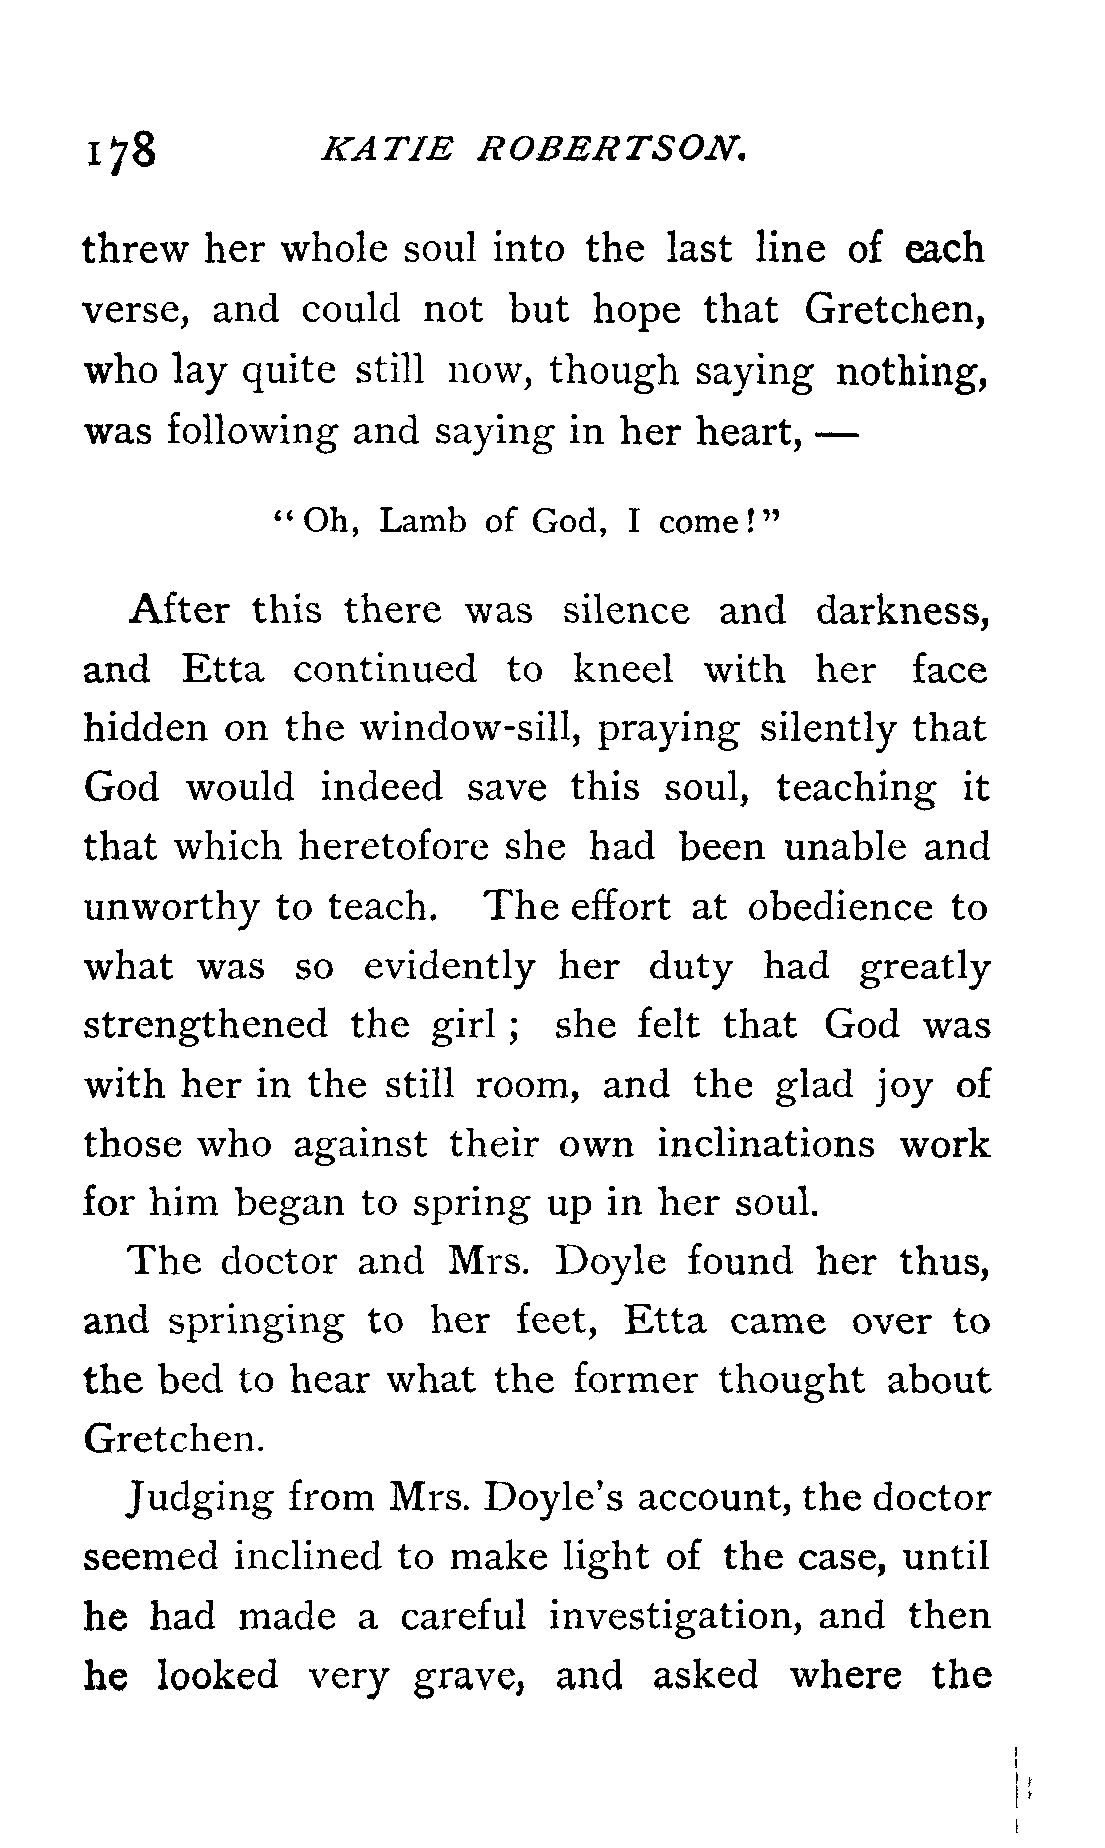 178 KATIE ROBERTSON.
threw her whole soul into the last line of each
verse, and could not but hope that Gretchen,
who lay quite still now, though saying nothing,
was following and saying in her heart, —
“Oh, Lamb of God, I come!”
After this there was silence and darkness,
and Etta continued to kneel with her face
hidden on the window-sill, praying silently that
God would indeed save this soul, teaching it
that which heretofore she had been unable and
unworthy to teach. The effort at obedience to
what was so evidently her duty had greatly
strengthened the girl; she felt that God was
with her in the still room, and the glad joy of
those who against their own inclinations work
for him began to spring up in her soul.
The doctor and Mrs. Doyle found her thus,
and springing to her feet, Etta came over to
the bed to hear what the former thought about
Gretchen.
Judging from Mrs. Doyle's account, the doctor
seemed inclined to make light of the case, until
he had made a careful investigation, and then
he looked very grave, and asked where the